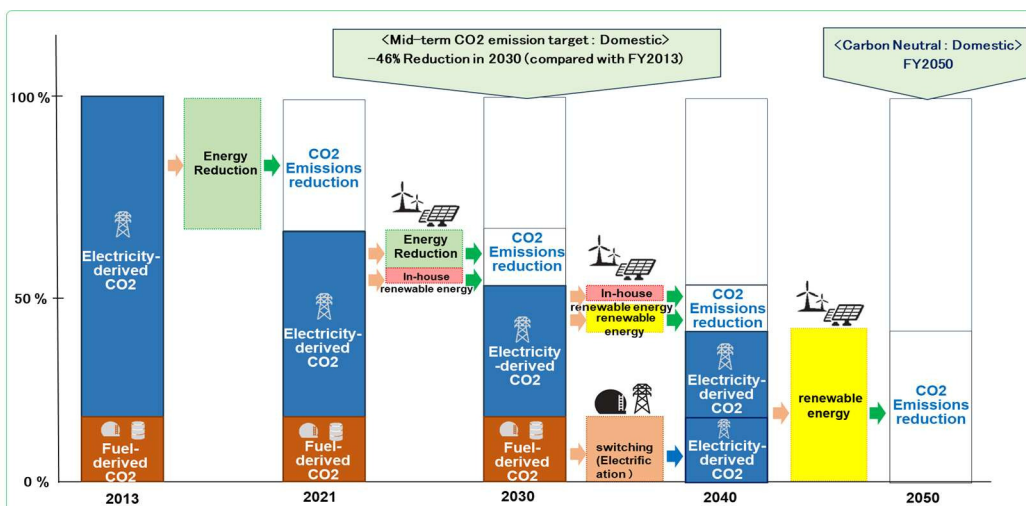 <Mid-term CO2 emission target : Domestic>
-46% Reduction in 2030 (compared with FY2013)
<Carbon Neutral : Domestic>
FY2050
100 %
50 %
0 %
Electricity-
derived
CO2
Fuel-
derived
CO2
Energy
Reduction
CO2
Emissions
reduction
Electricity-
derived
CO2
Fuel-
derived
CO2
Energy
Reduction
In-house
renewable energy
CO2
Emissions
reduction
Electricity
-derived
CO2
Fuel-
derived
CO2
In-house
renewable energy
renewable
energy
switching
(Electrific
ation )
CO2
Emissions
reduction
Electricity-
derived
CO2
Electricity-
derived
CO2
renewable
energy
CO2
Emissions
reduction
2013
2021
2030
2040
2050